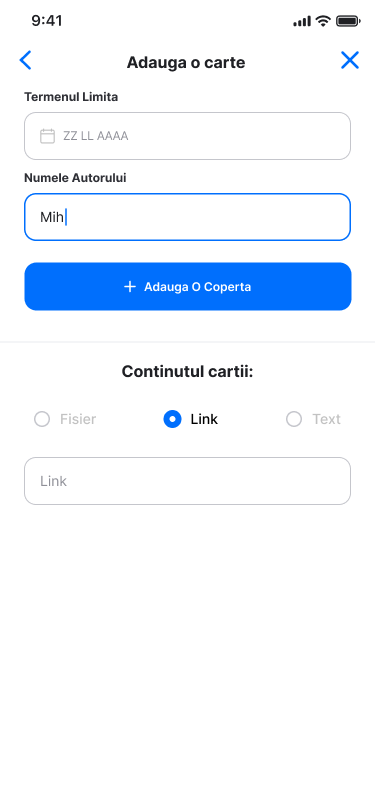 9:41
Adauga o carte
Termenul Limita
ZZ LL AAAA
Numele Autorului
Mih
Adauga O Coperta
Continutul cartii:
Fisier
Link
Text
Link